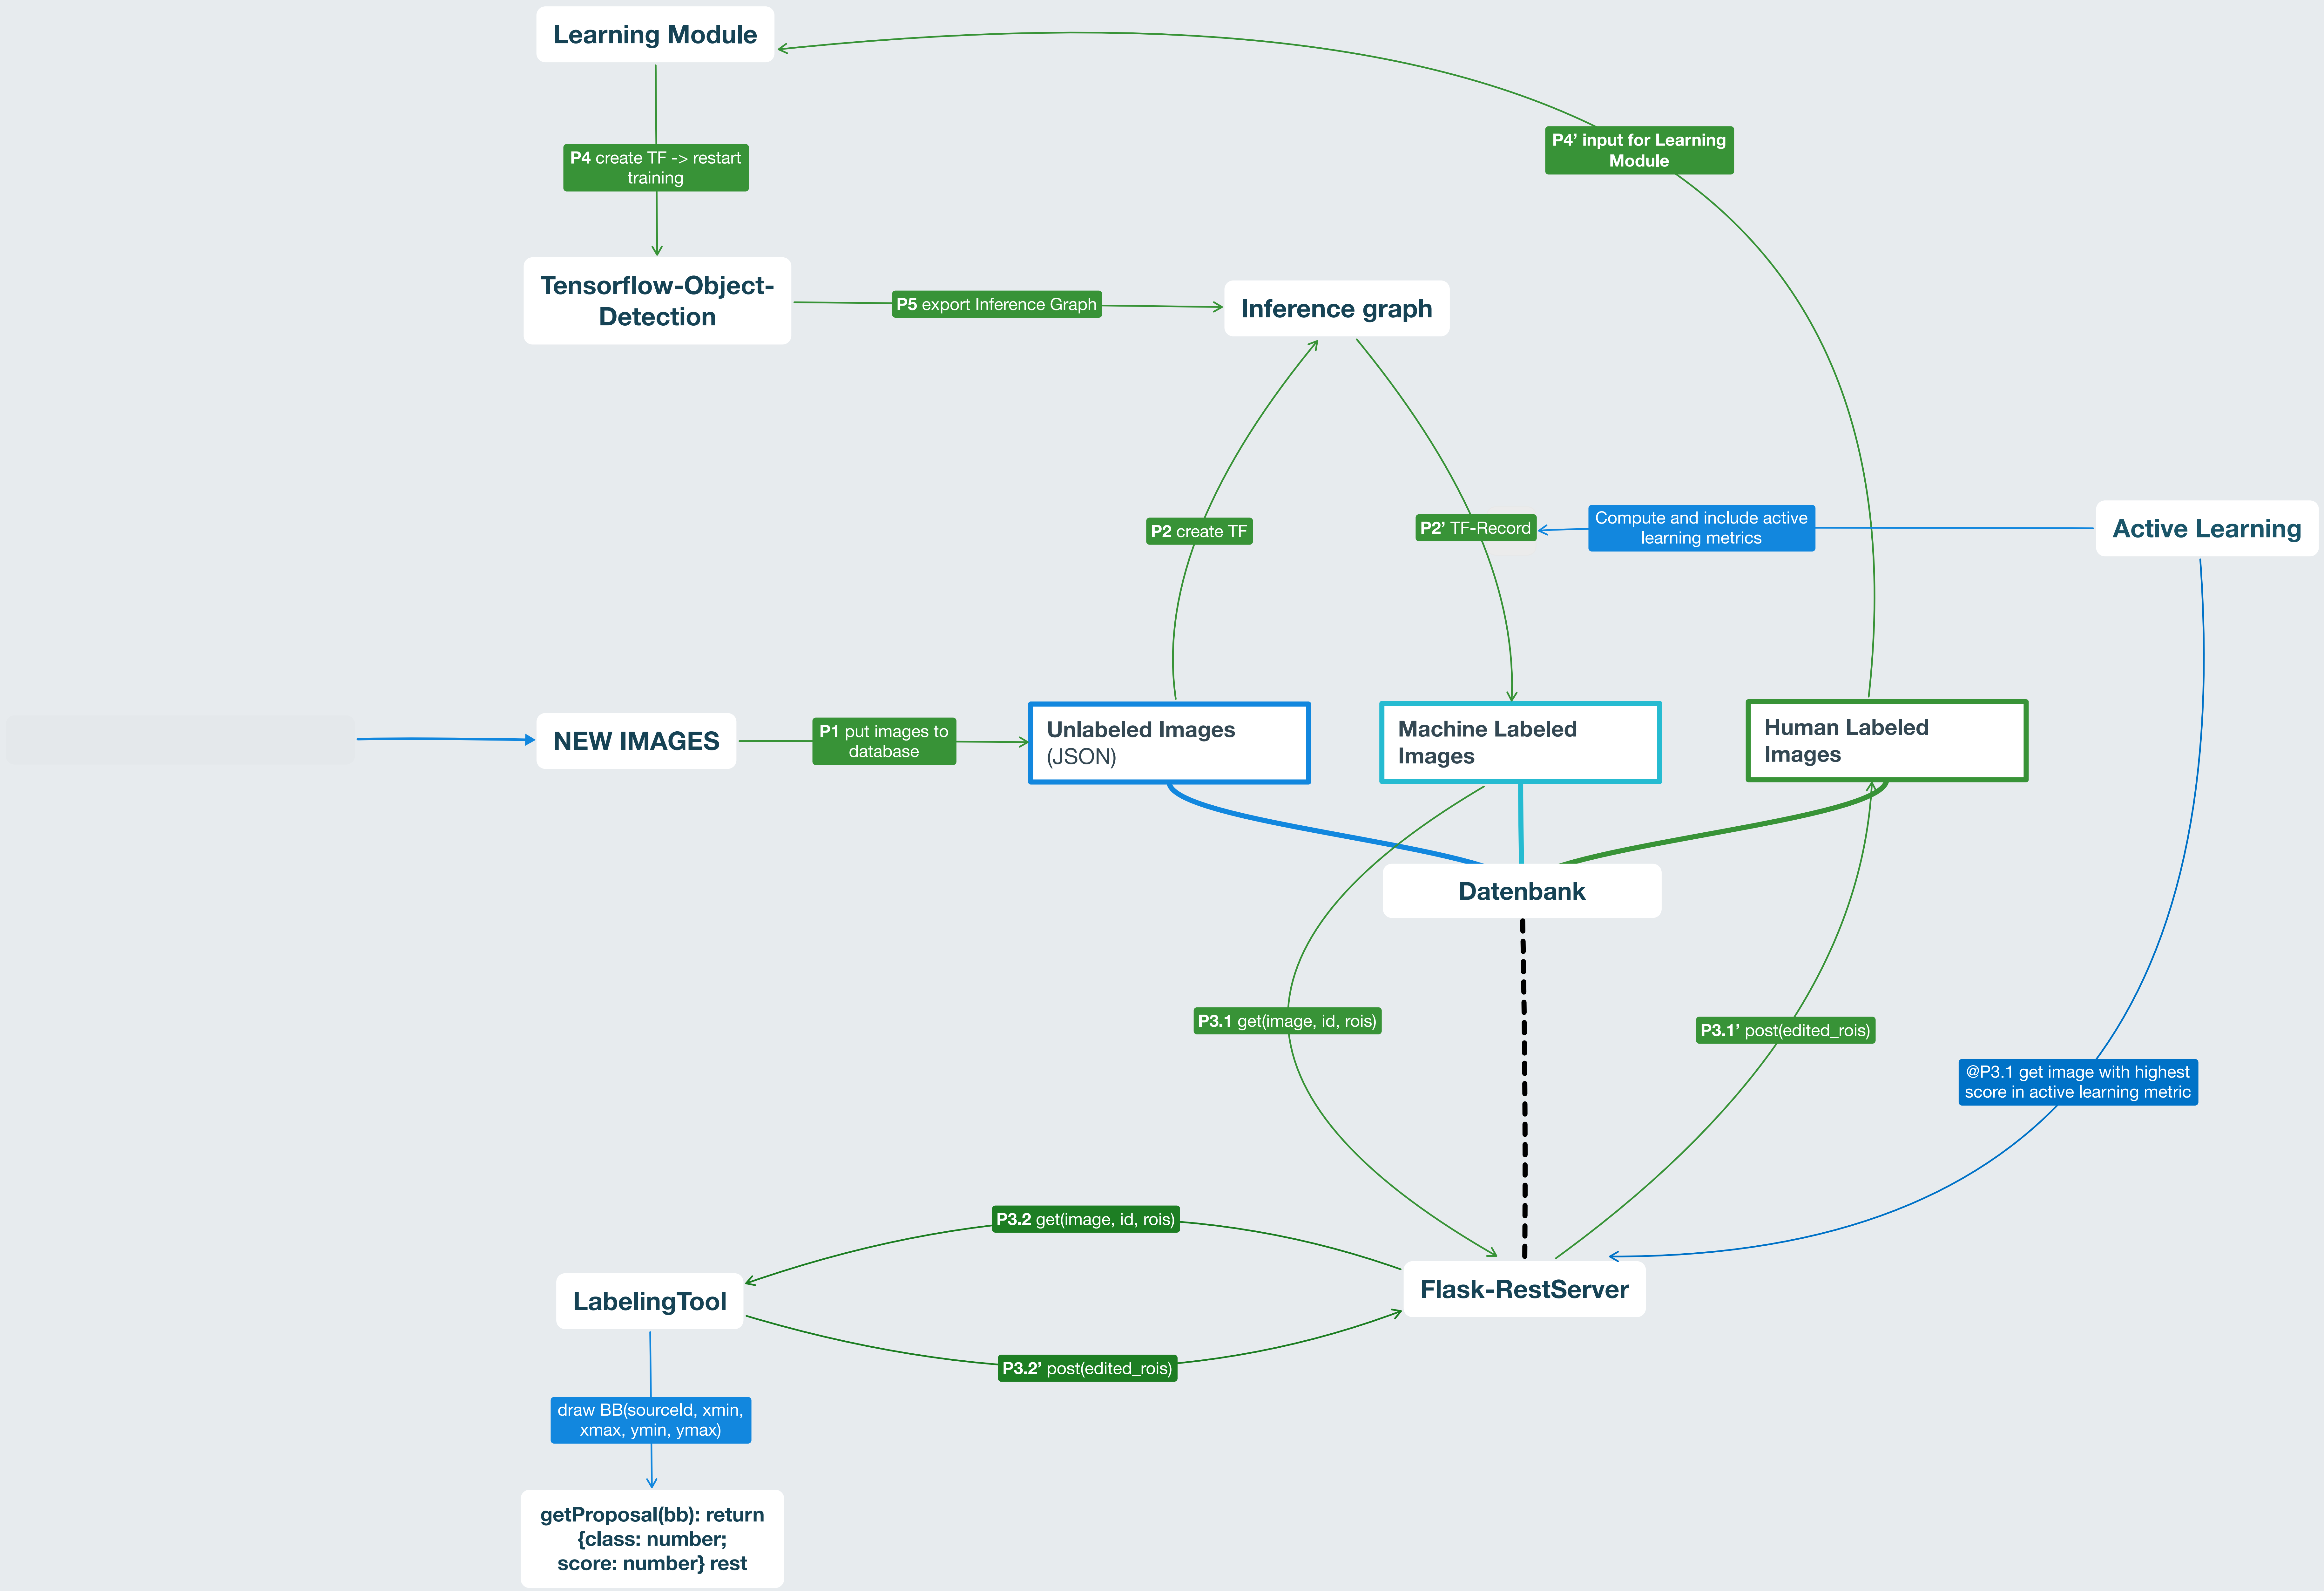 Learning Module
P4’ input for Learning
Module
P4 create TF -> restart
training
Tensorflow-Object-
Detection
P5 export Inference Graph
Inference graph
P2 create TF
P2’ TF-Record
Compute and include active
learning metrics
Active Learning
NEW IMAGES
P1 put images to
database
Unlabeled Images
(JSON)
Machine Labeled
Images
Human Labeled
Images
Datenbank
P3.1 get(image, id, rois)
P3.1’ post(edited_rois)
@P3.1 get image with highest
score in active learning metric
P3.2 get(image, id, rois)
LabelingTool
Flask-RestServer
P3.2’ post(edited_rois)
draw BB(sourceId, xmin,
xmax, ymin, ymax)
getProposal(bb): return
{class: number;
score: number} rest